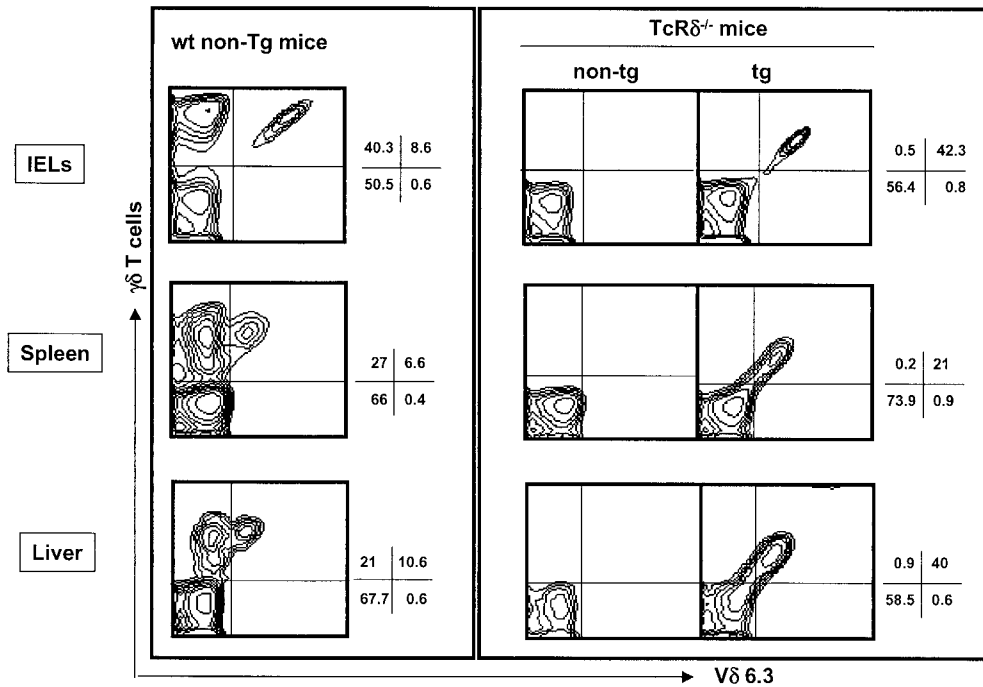 wt non-Tg mice
TcRδ-/- mice
non-tg
tg
IELs
40.3 8.6
50.5 0.6
0.5 42.3
56.4 0.8
γδ T cells
Spleen
27 6.6
66 0.4
0.2 21
73.9 0.9
Liver
21 10.6
67.7 0.6
0.9 40
58.5 0.6
Vδ 6.3